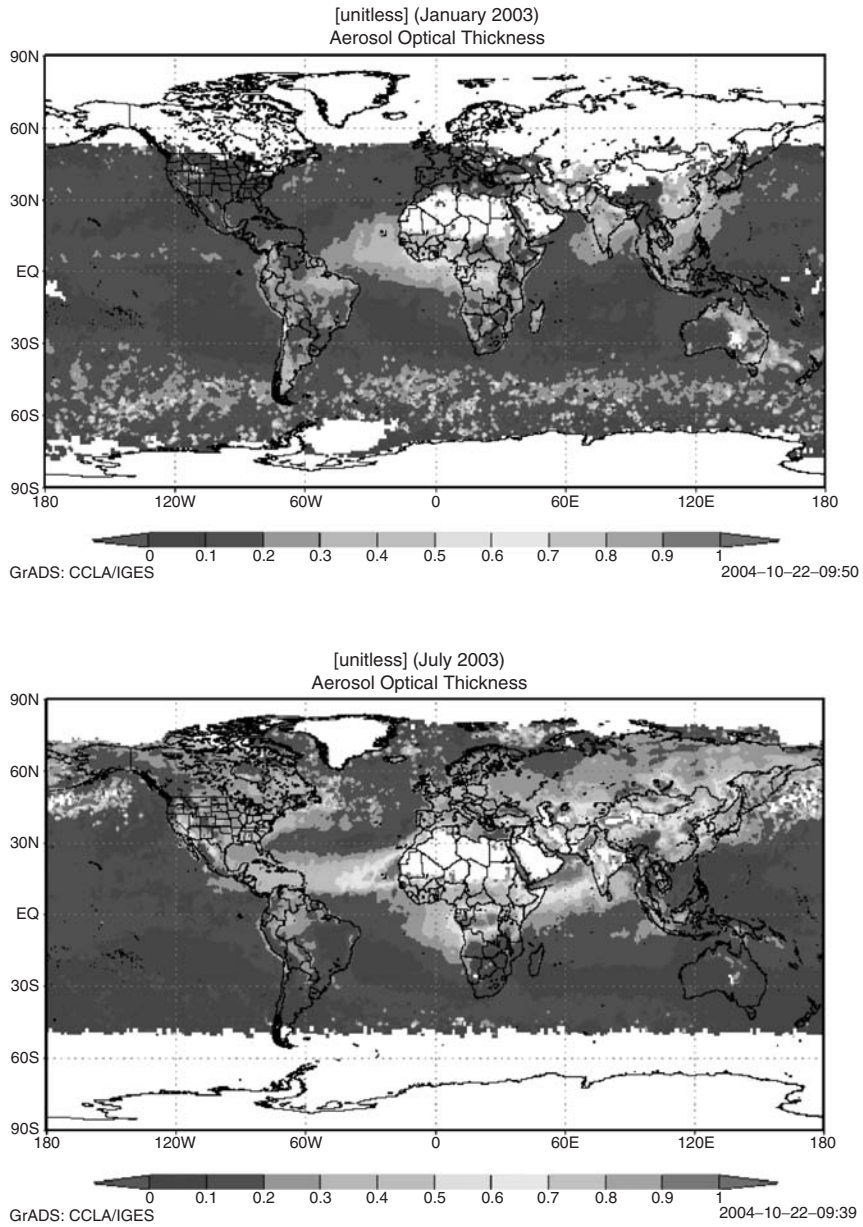 [unitless] (January 2003)
Aerosol Optical Thickness
90N
60N
30N
EQ
30S
60S
90S
180 120W 60W 0 60E 120E 180
0 0.1 0.2 0.3 0.4 0.5 0.6 0.7 0.8 0.9 1
GrADS: CCLA/IGES 2004–10–22–09:50
[unitless] (July 2003)
Aerosol Optical Thickness
90N
60N
30N
EQ
30S
60S
90S
180 120W 60W 0 60E 120E 180
0 0.1 0.2 0.3 0.4 0.5 0.6 0.7 0.8 0.9 1
GrADS: CCLA/IGES 2004–10–22–09:39